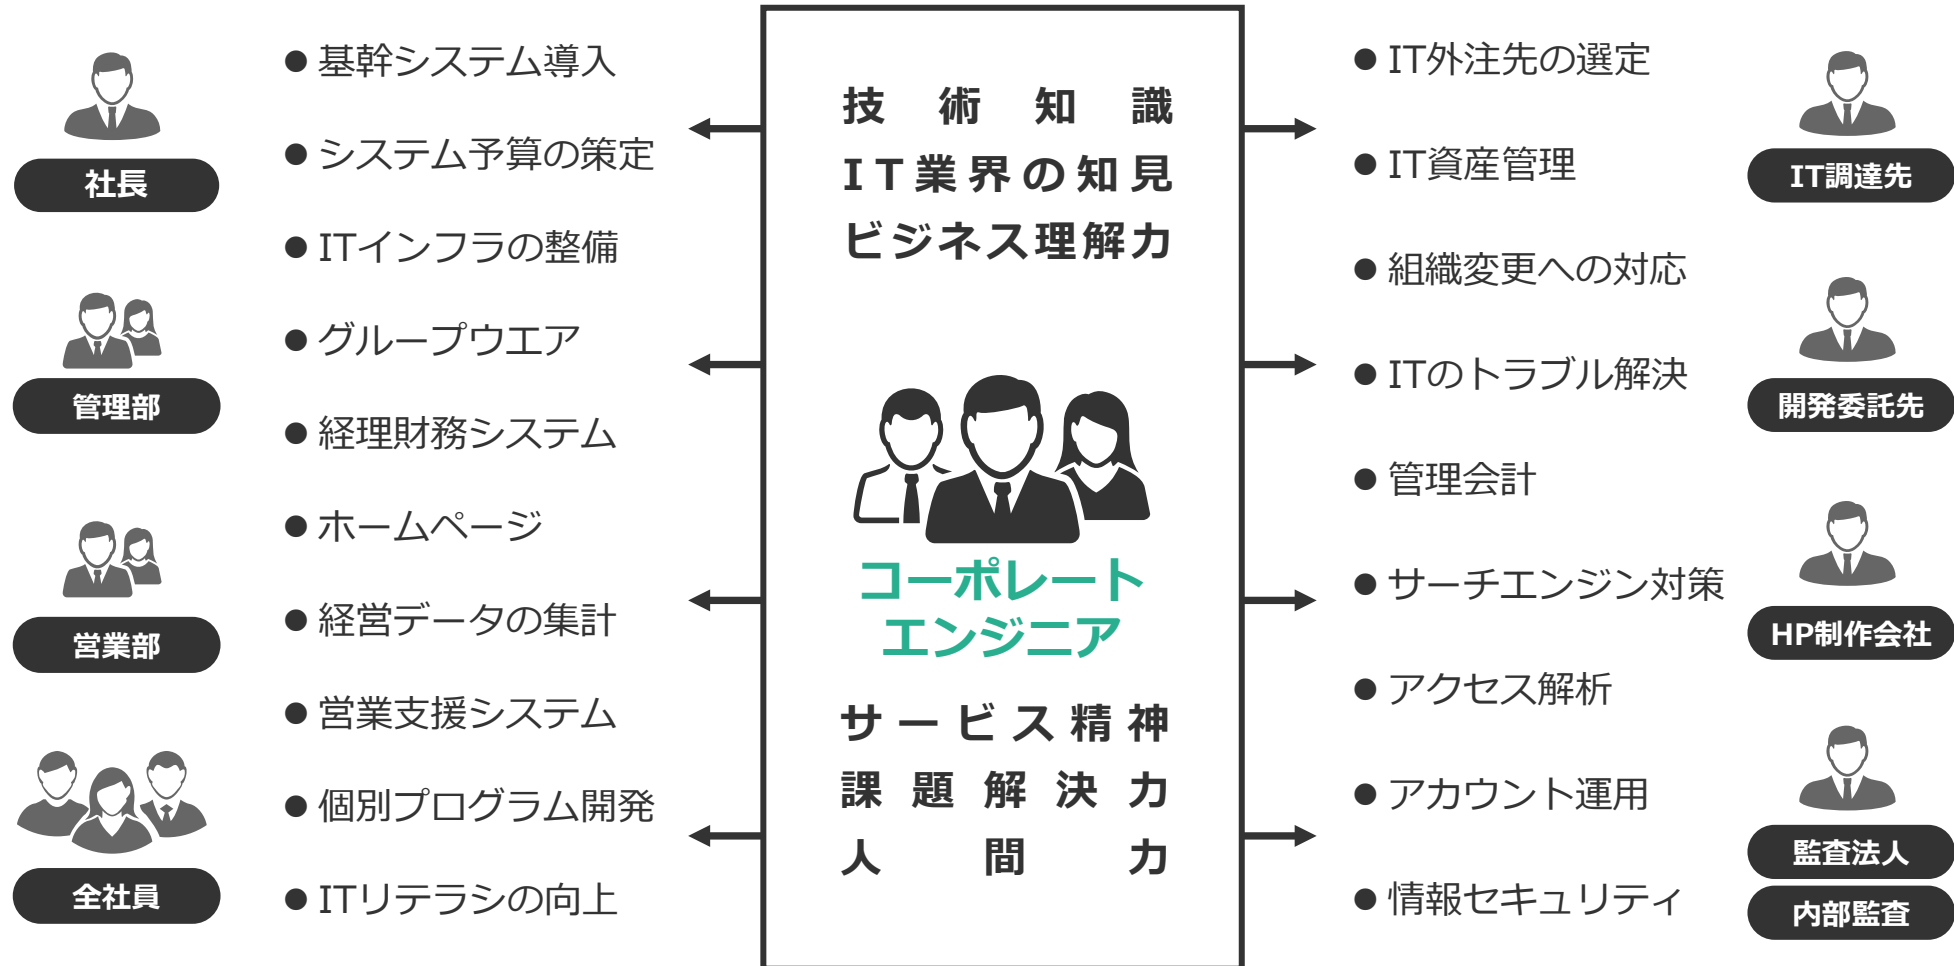 社長
管理部
営業部
全社員
● 基幹システム導入
● システム予算の策定
● ITインフラの整備
● グループウエア
● 経理財務システム
● ホームページ
● 経営データの集計
● 営業支援システム
● 個別プログラム開発
● ITリテラシの向上
技術知識
IT業界の知見
ビジネス理解力
コーポレート
エンジニア
サービス精神
課題解決力
人間力
● IT外注先の選定
● IT資産管理
● 組織変更への対応
● ITのトラブル解決
● 管理会計
● サーチエンジン対策
● アクセス解析
● アカウント運用
● 情報セキュリティ
IT調達先
開発委託先
HP制作会社
監査法人
内部監査